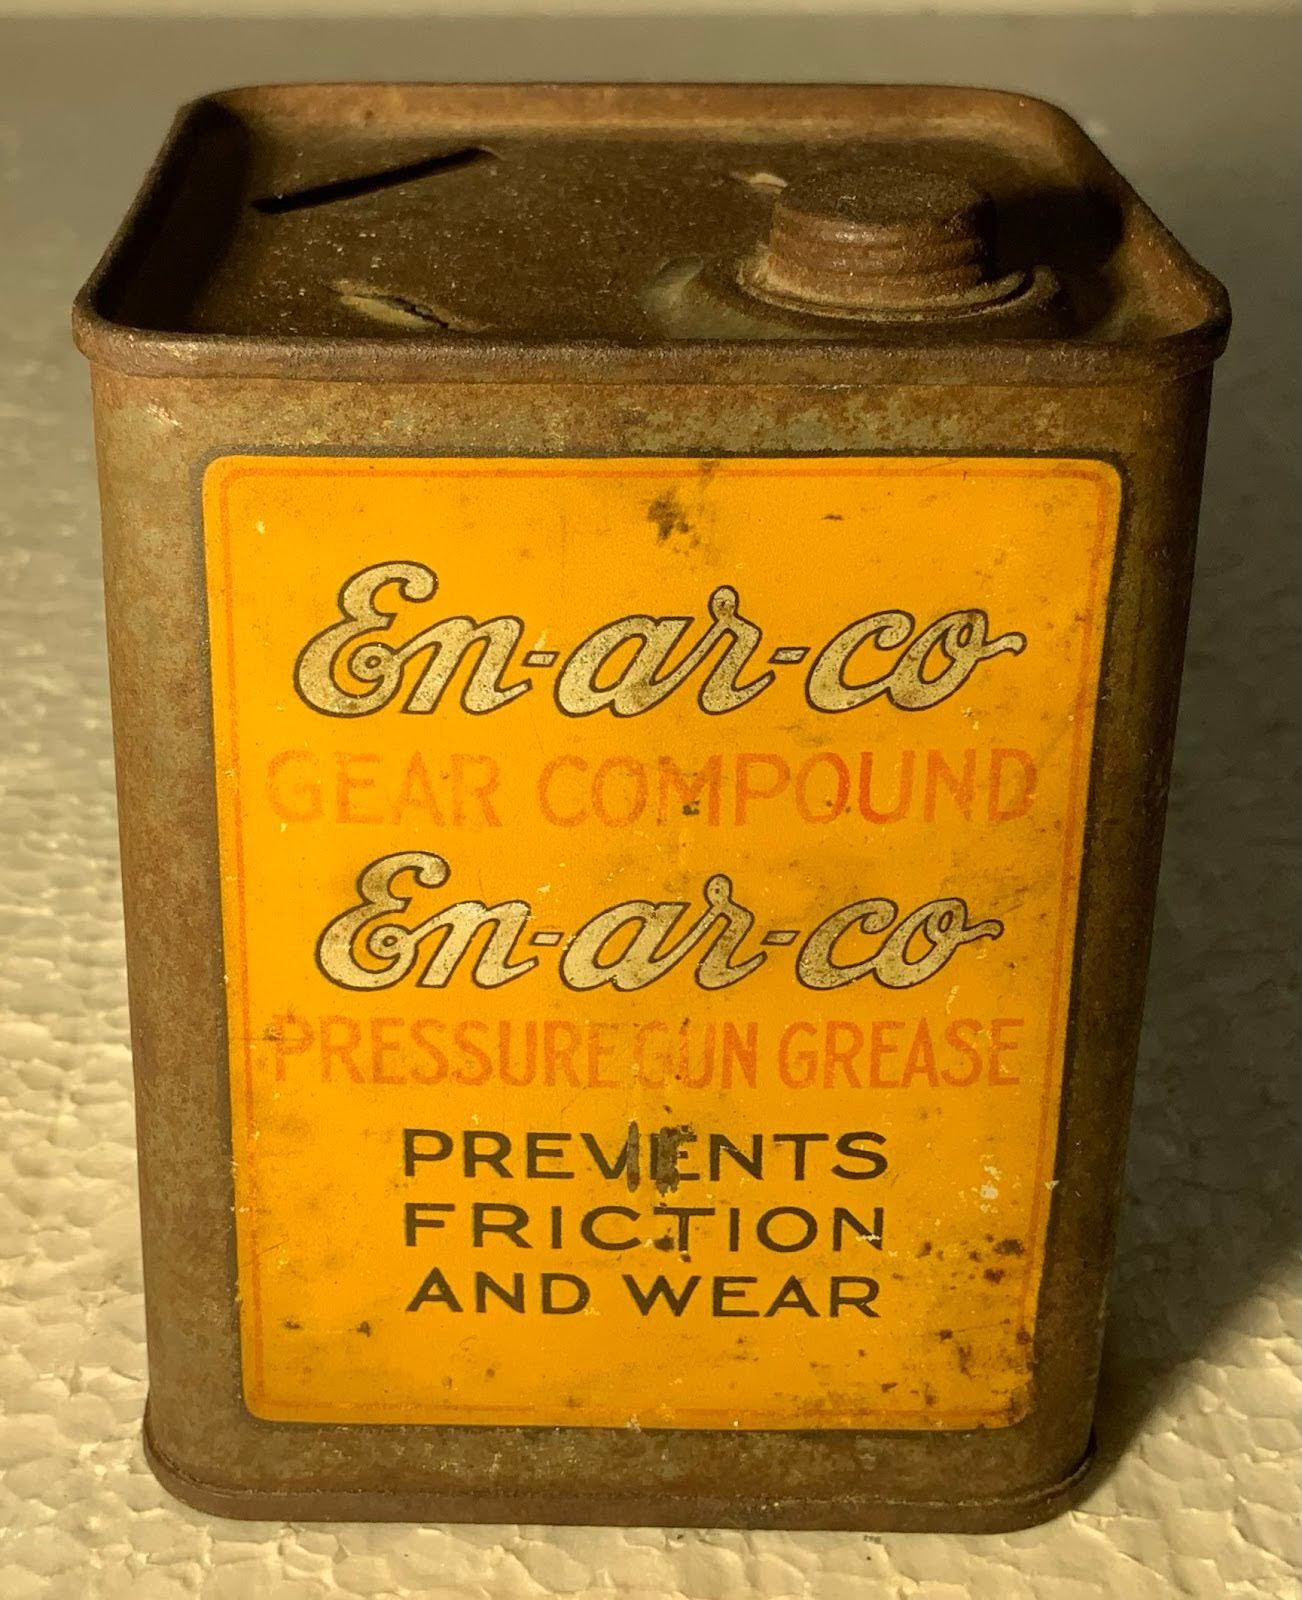 En-ar-co
GEAR COMPOUND
En-ar-co
PRESSURE GUN GREASE
PREVENTS
FRICTION
AND WEAR